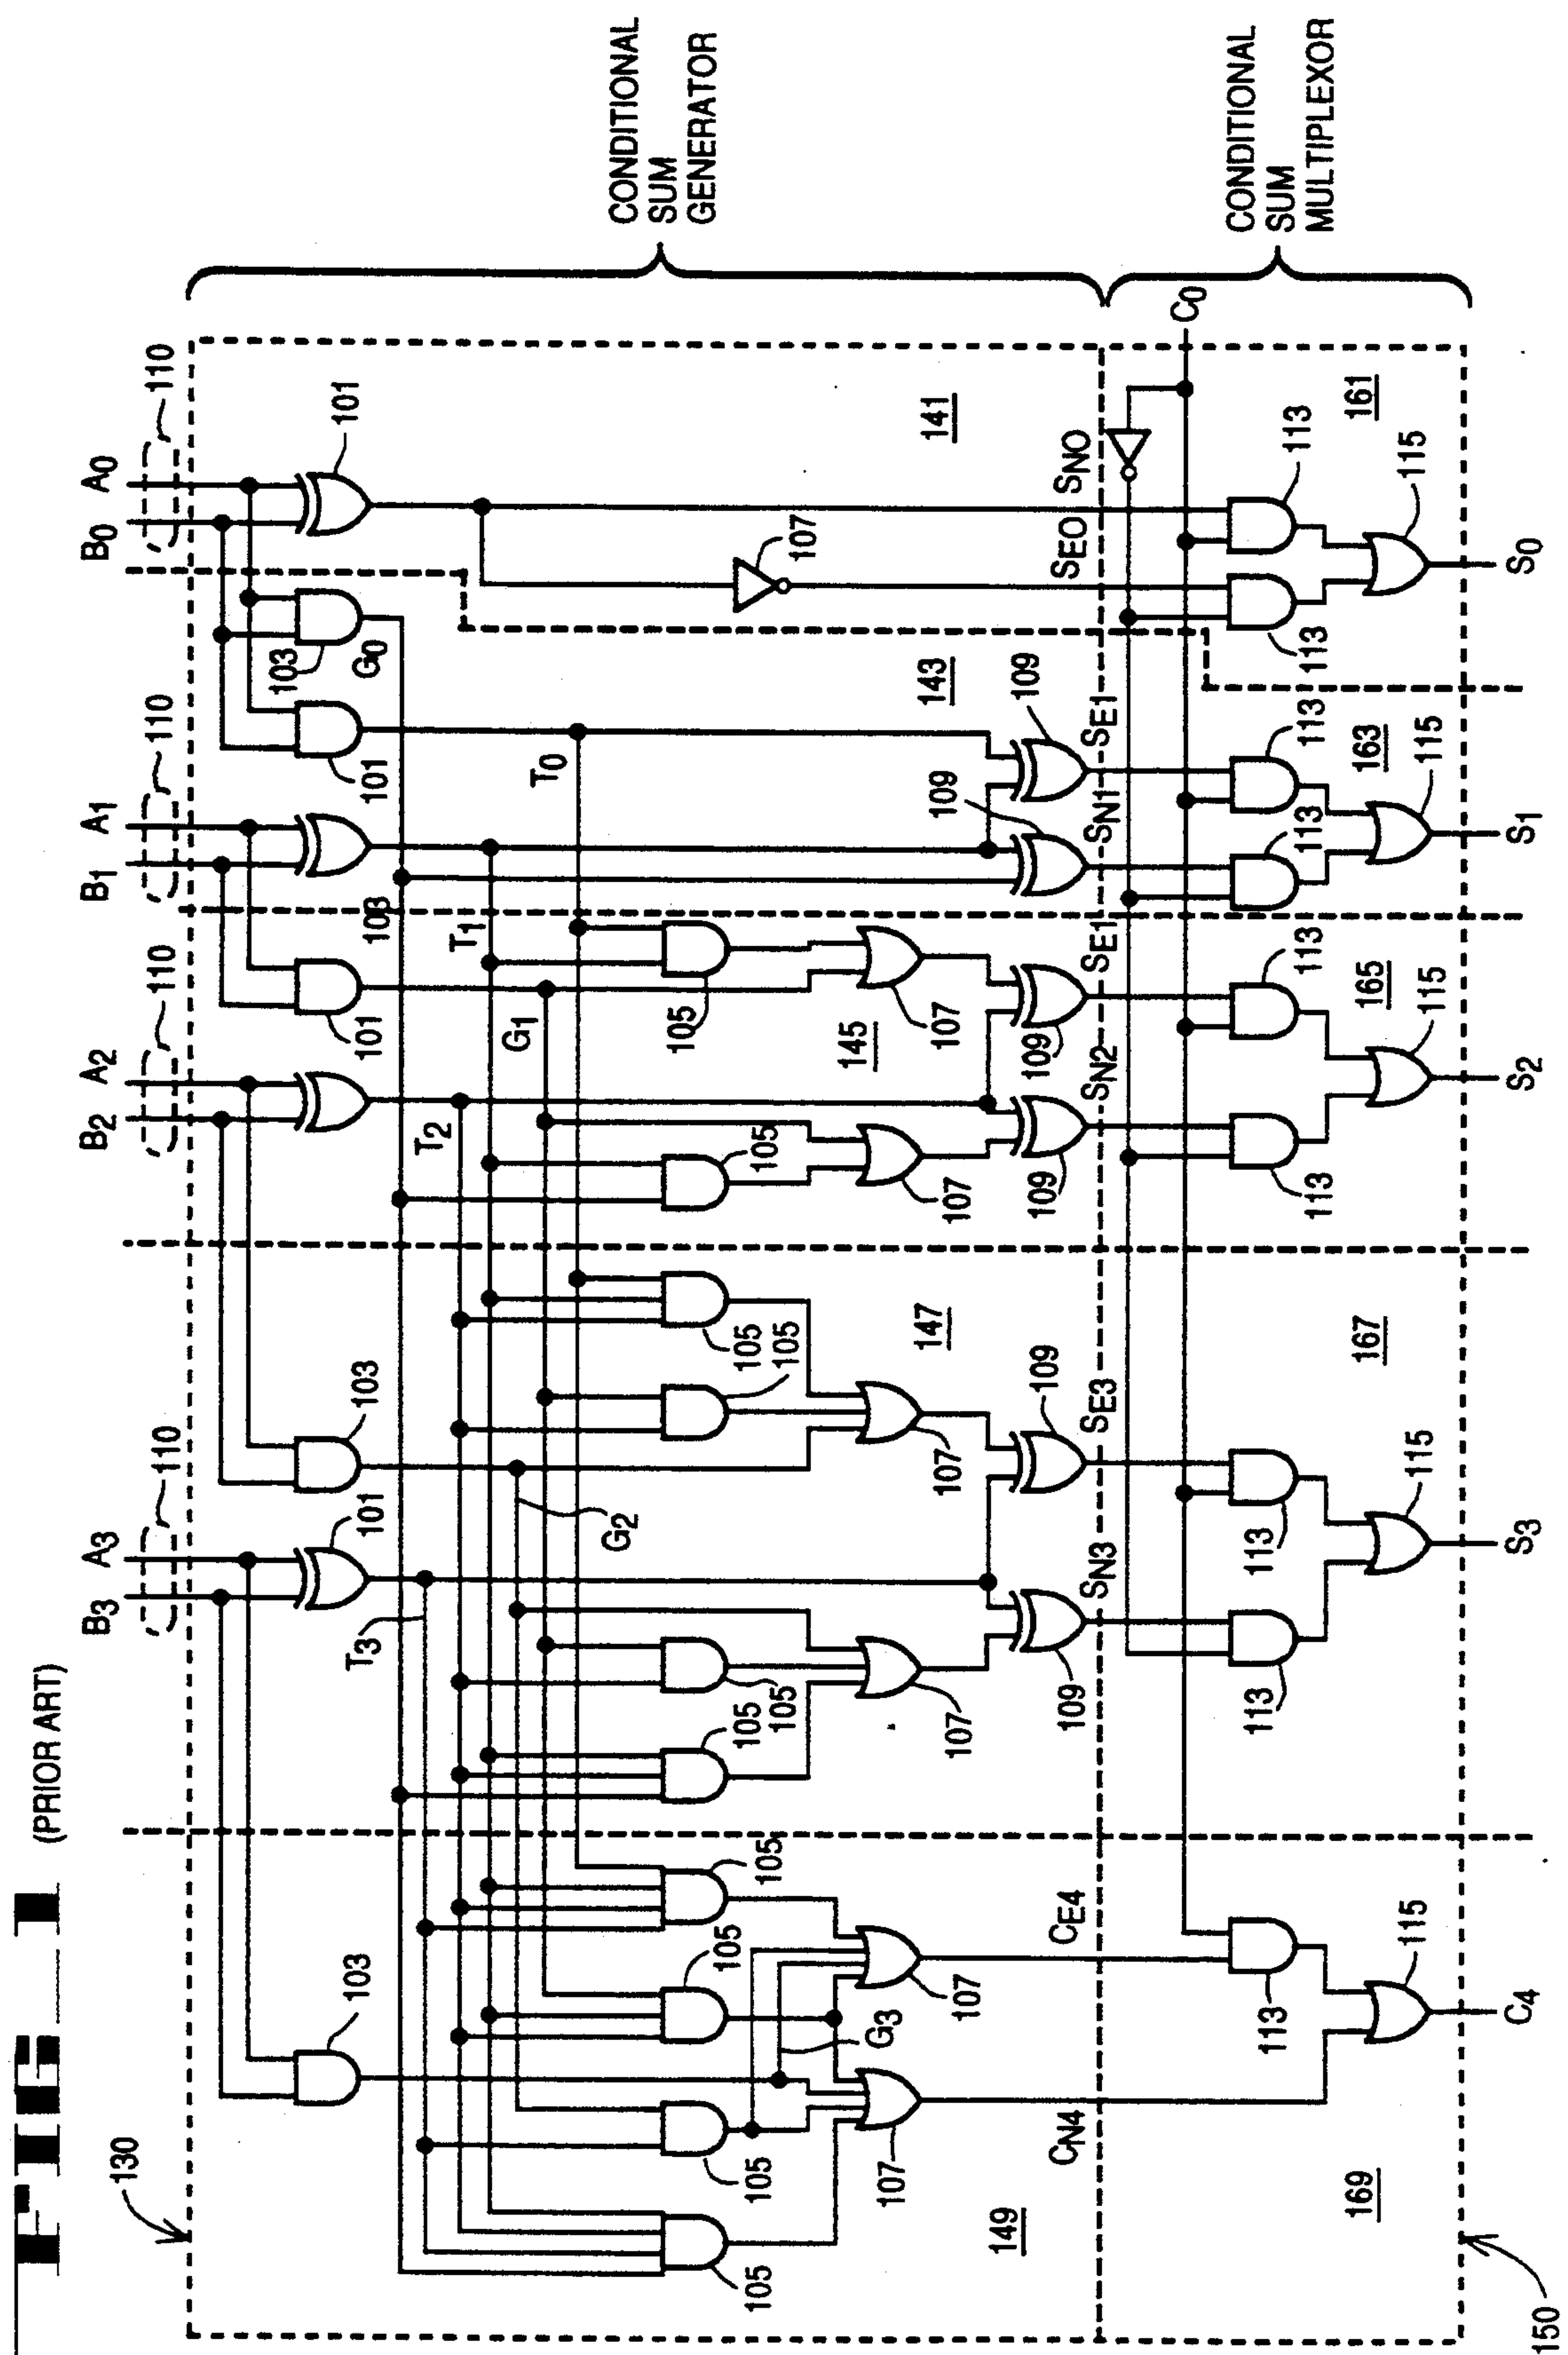 FIG 1 (PRIOR ART)
130
B3 A3 110
B2 A2 110
B1 A1 110
B0 A0 110
103
101
103
101
103
101
103
G0
101
T3
T2
T1
T0
G2
G1
G3
105
105
105
105
105
105
105
105
105
105
107
107
107
107
107
107
107
109
109
109
109
109
109
149
147
145
143
141
CN4
CE4
SN3
SE3
SN2
SE1
SN1
SE1
SE0
SN0
C0
113
113
113
113
113
113
113
113
113
115
115
115
115
115
169
167
165
163
161
C4
S3
S2
S1
S0
150
CONDITIONAL
SUM
GENERATOR
CONDITIONAL
SUM
MULTIPLEXOR